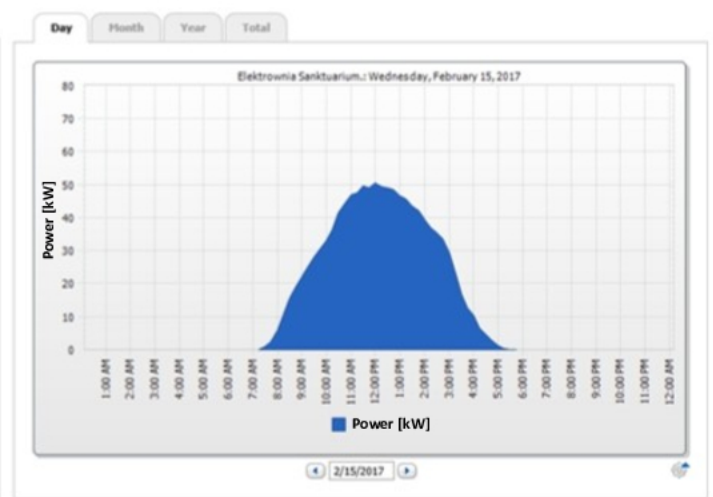 Day Month Year Total
Elektrownia Sanktuarium.: Wednesday, February 15, 2017
80
70
60
50
40
30
20
10
0
Power [kW]
1:00 AM
2:00 AM
3:00 AM
4:00 AM
5:00 AM
6:00 AM
7:00 AM
8:00 AM
9:00 AM
10:00 AM
11:00 AM
12:00 PM
1:00 PM
2:00 PM
3:00 PM
4:00 PM
5:00 PM
6:00 PM
7:00 PM
8:00 PM
9:00 PM
10:00 PM
11:00 PM
12:00 AM
Power [kW]
2/15/2017